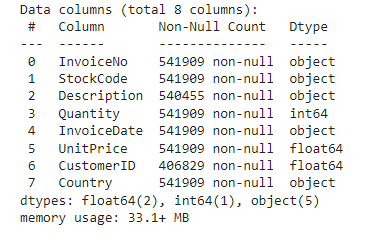 Data columns (total 8 columns):
 #   Column       Non-Null Count   Dtype
---  ------       --------------   -----
 0   InvoiceNo    541909 non-null  object
 1   StockCode    541909 non-null  object
 2   Description  540455 non-null  object
 3   Quantity     541909 non-null  int64
 4   InvoiceDate  541909 non-null  object
 5   UnitPrice    541909 non-null  float64
 6   CustomerID   406829 non-null  float64
 7   Country      541909 non-null  object
dtypes: float64(2), int64(1), object(5)
memory usage: 33.1+ MB